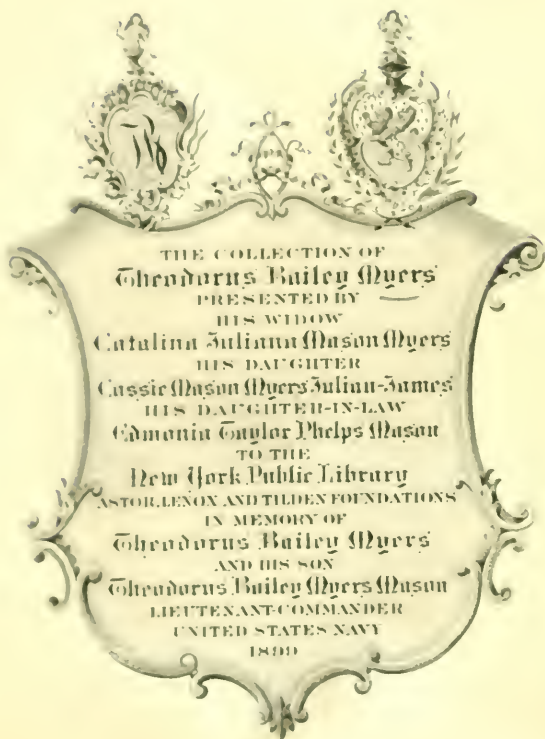 THE COLLECTION OF
Theodorus Bailey Myers
PRESENTED BY
HIS WIDOW
Catalina Juliana Mason Myers
HIS DAUGHTER
Cassie Mason Myers Julian-James
HIS DAUGHTER-IN-LAW
Edmonia Taylor Phelps Mason
TO THE
New York Public Library
ASTOR, LENOX AND TILDEN FOUNDATIONS
IN MEMORY OF
Theodorus Bailey Myers
AND HIS SON
Theodorus Bailey Myers Mason
LIEUTENANT-COMMANDER
UNITED STATES NAVY
1899